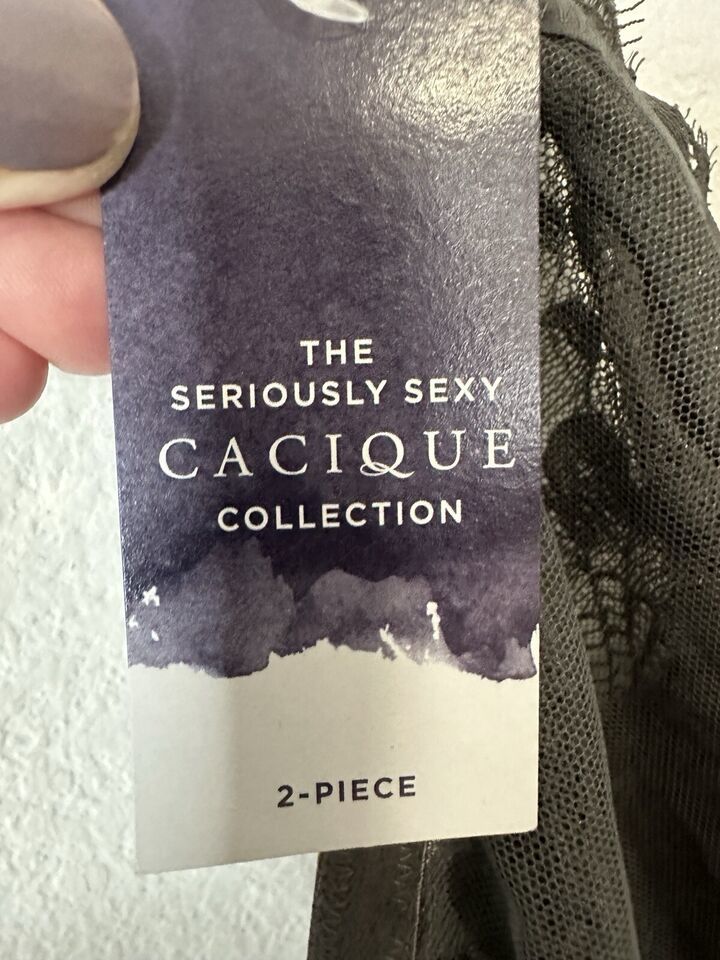 THE
SERIOUSLY SEXY
CACIQUE
COLLECTION
2-PIECE